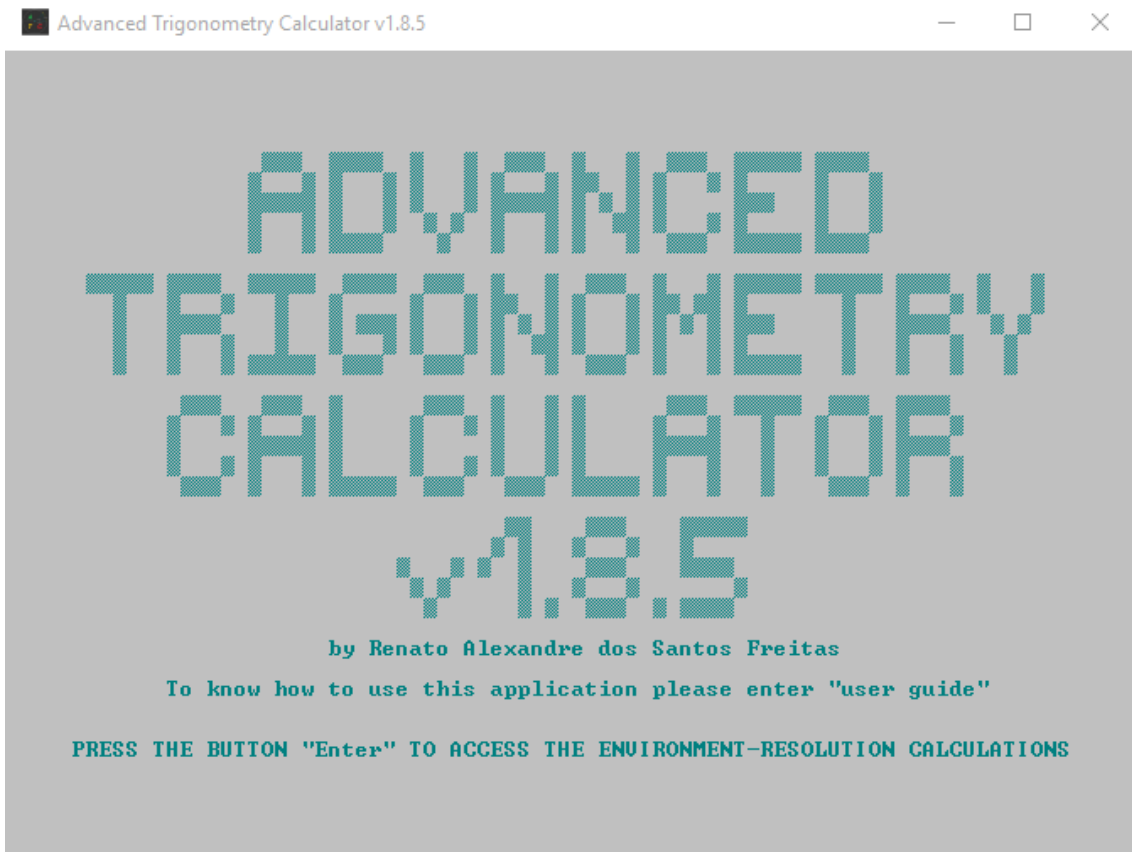 Advanced Trigonometry Calculator v1.8.5
ADVANCED
TRIGONOMETRY
CALCULATOR
v1.8.5
by Renato Alexandre dos Santos Freitas
To know how to use this application please enter "user guide"
PRESS THE BUTTON "Enter" TO ACCESS THE ENVIRONMENT-RESOLUTION CALCULATIONS